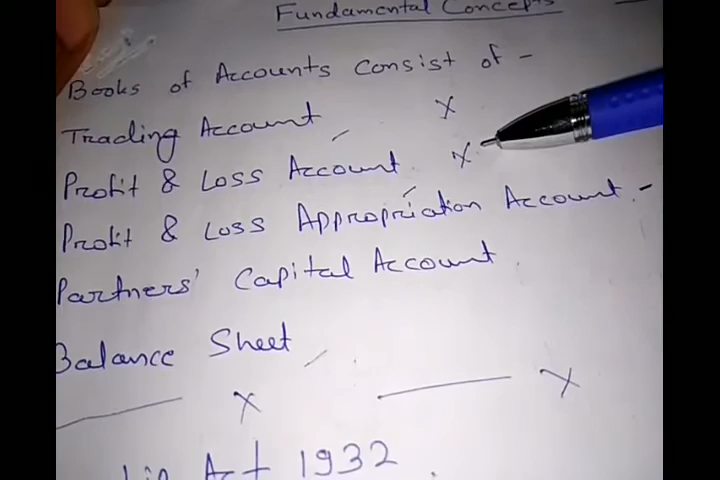 Fundamental Concepts
Books of Accounts consist of -
Trading Account X
Profit & Loss Account X
Profit & Loss Appropriation Account. -
Partners' Capital Account
Balance Sheet
X X
Act 1932